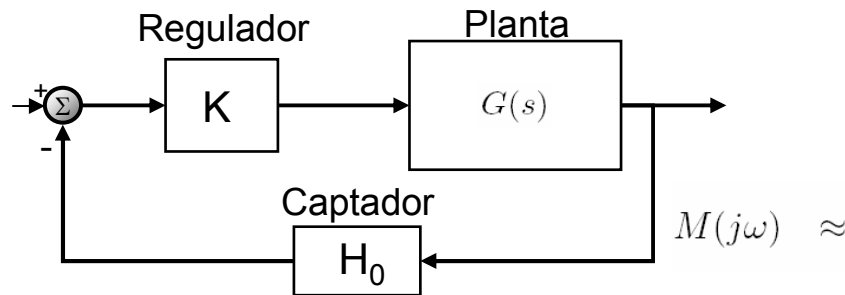 Planta
Regulador
+
Σ
K
G(s)
-
Captador
H₀
M(jω) ≈